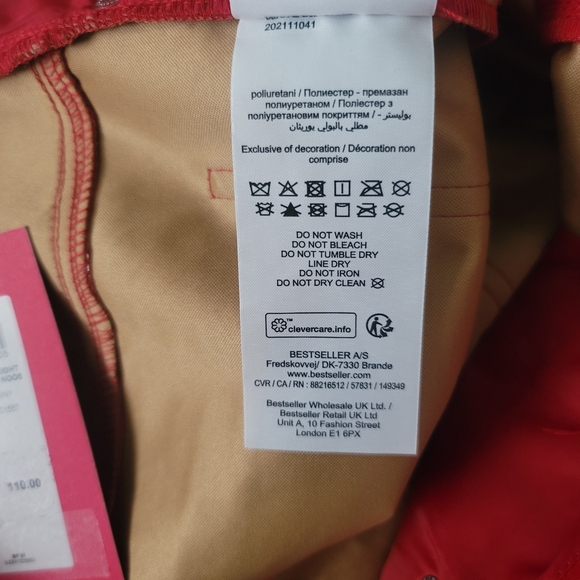 202111041
poliuretani / Полиестер - премазан
полиуретаном / Поліестер з
поліуретановим покриттям / بوليستر -
مطلي بالبولي يوريثان
Exclusive of decoration / Décoration non
comprise
DO NOT WASH
DO NOT BLEACH
DO NOT TUMBLE DRY
LINE DRY
DO NOT IRON
DO NOT DRY CLEAN
clevercare.info
BESTSELLER A/S
Fredskovvej/ DK-7330 Brande
www.bestseller.com
CVR / CA / RN : 88216512 / 57831 / 149349
Bestseller Wholesale UK Ltd. /
Bestseller Retail UK Ltd
Unit A, 10 Fashion Street
London E1 6PX
110.00